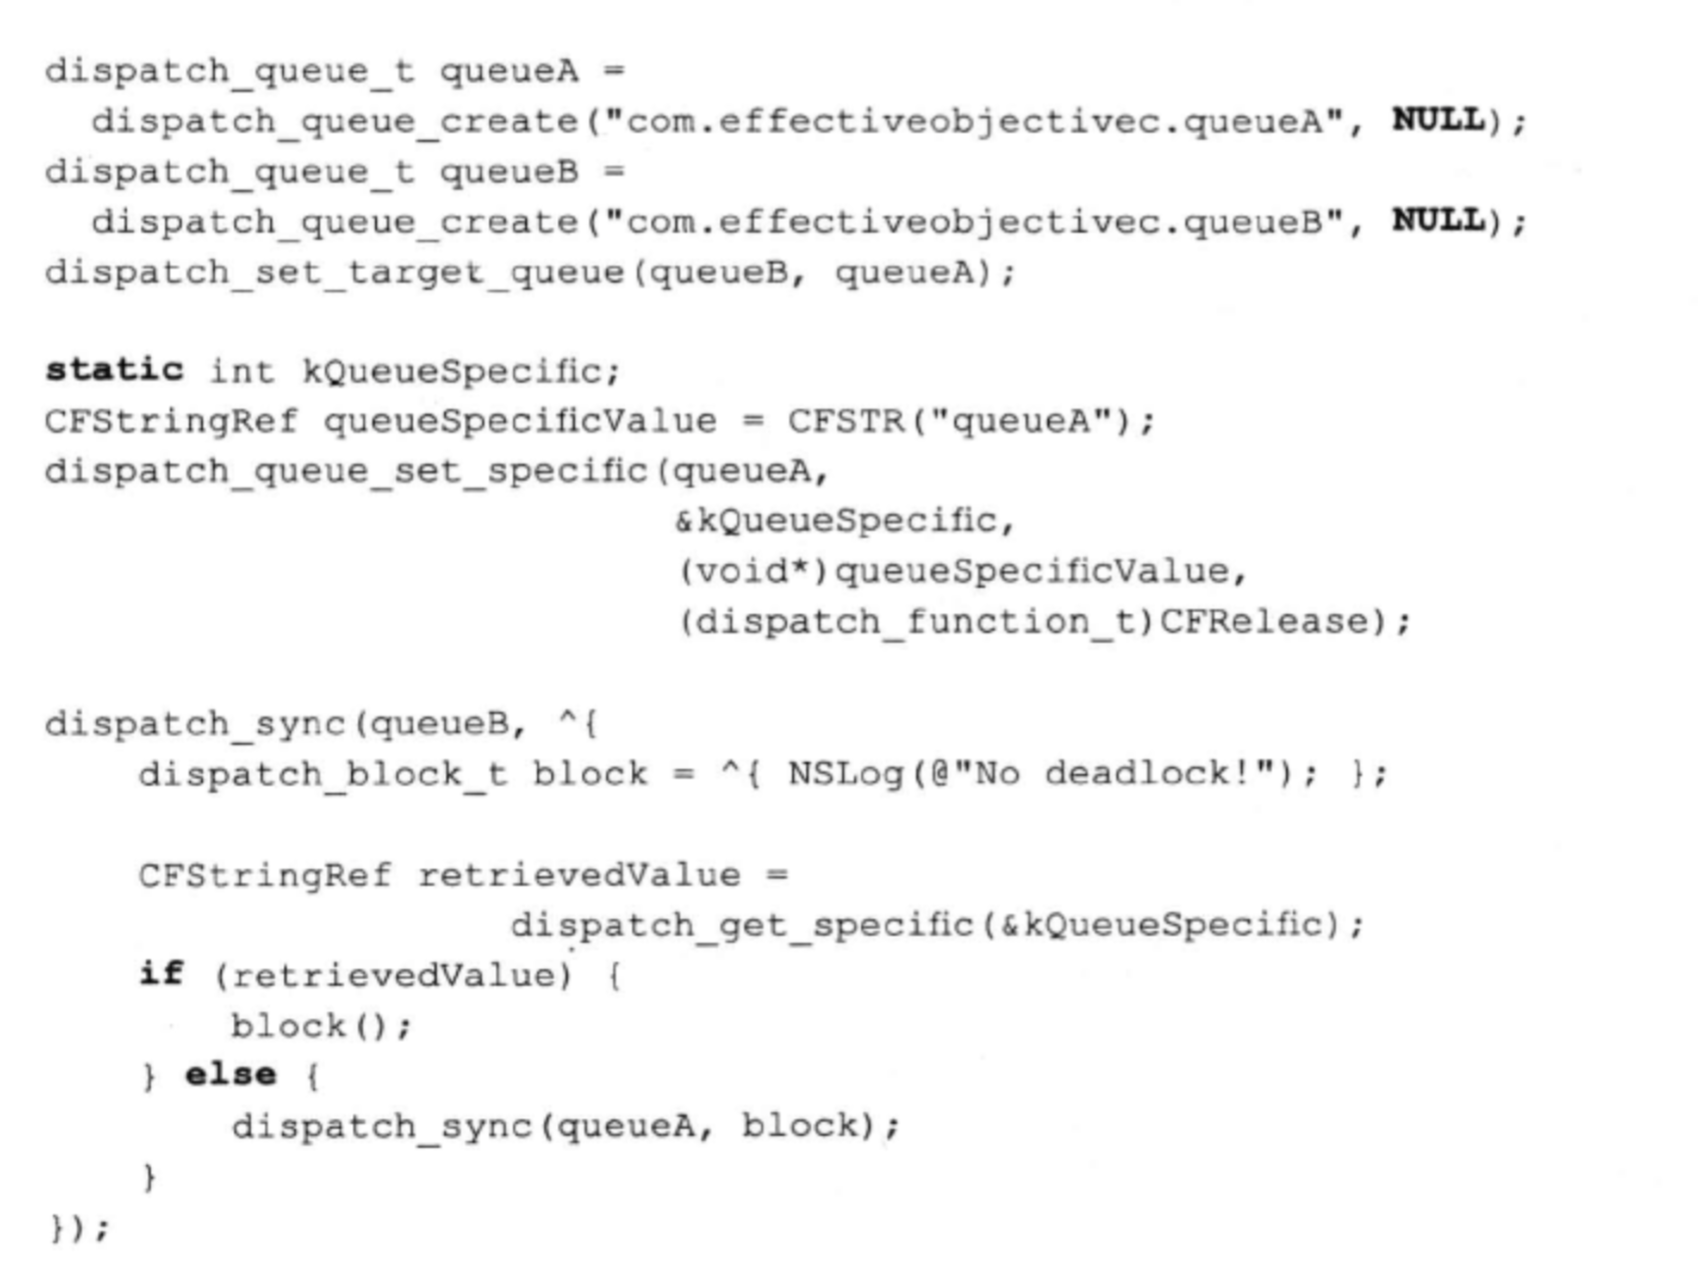 dispatch_queue_t queueA =
  dispatch_queue_create("com.effectiveobjectivec.queueA", NULL);
dispatch_queue_t queueB =
  dispatch_queue_create("com.effectiveobjectivec.queueB", NULL);
dispatch_set_target_queue(queueB, queueA);

static int kQueueSpecific;
CFStringRef queueSpecificValue = CFSTR("queueA");
dispatch_queue_set_specific(queueA,
                            &kQueueSpecific,
                            (void*)queueSpecificValue,
                            (dispatch_function_t)CFRelease);

dispatch_sync(queueB, ^{
    dispatch_block_t block = ^{ NSLog(@"No deadlock!"); };

    CFStringRef retrievedValue =
                    dispatch_get_specific(&kQueueSpecific);
    if (retrievedValue) {
        block();
    } else {
        dispatch_sync(queueA, block);
    }
});